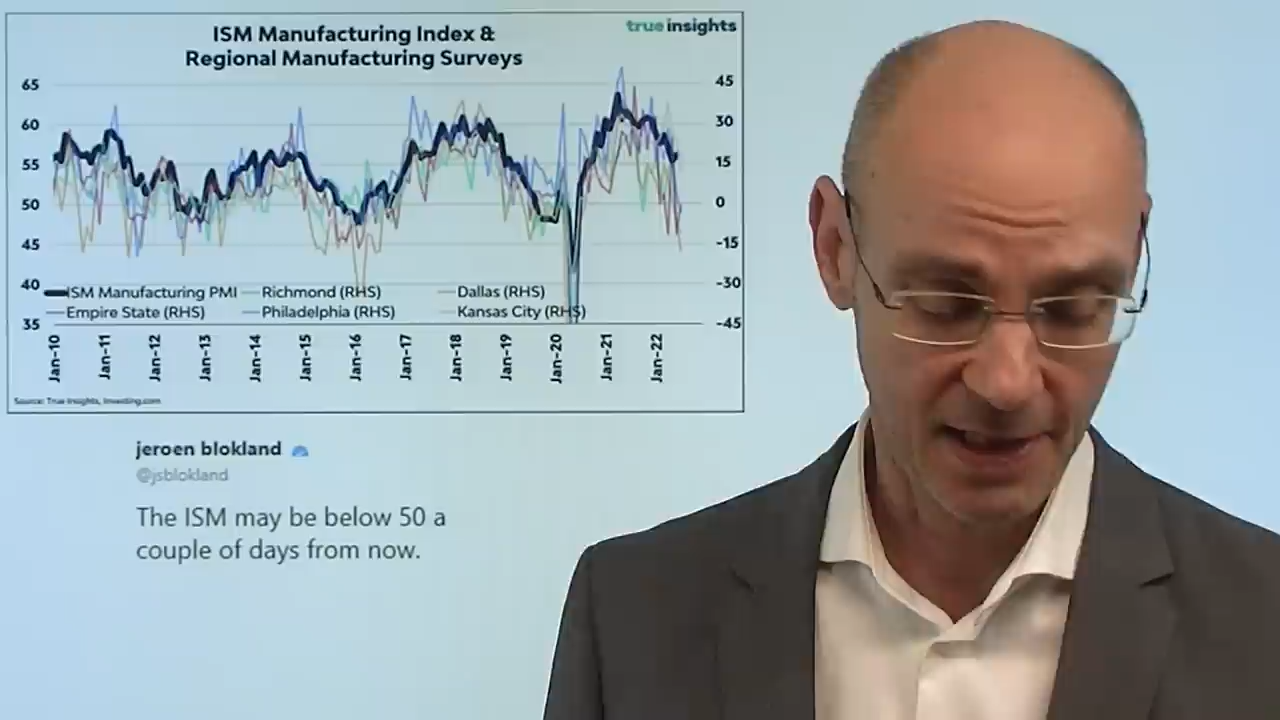 ISM Manufacturing Index &
Regional Manufacturing Surveys
true insights
65
60
55
50
45
40
35
45
30
15
0
-15
-30
-45
ISM Manufacturing PMI
Richmond (RHS)
Dallas (RHS)
Empire State (RHS)
Philadelphia (RHS)
Kansas City (RHS)
Jan-10
Jan-11
Jan-12
Jan-13
Jan-14
Jan-15
Jan-16
Jan-17
Jan-18
Jan-19
Jan-20
Jan-21
Jan-22
Source: True Insights, Investing.com
jeroen blokland
@jsblokland
The ISM may be below 50 a
couple of days from now.